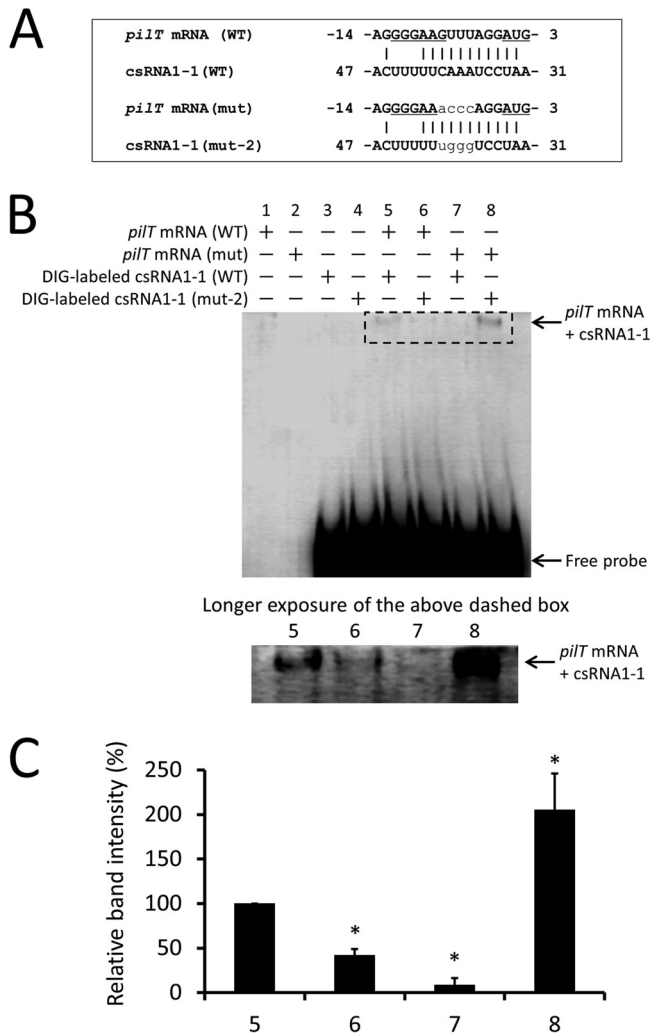 A
pilT mRNA (WT) -14 -AGGGGAAGUUUAGGAUG- 3
csRNA1-1(WT) 47 -ACUUUUUCAAAUCCUAA- 31
pilT mRNA(mut) -14 -AGGGGAAacccAGGAUG- 3
csRNA1-1(mut-2) 47 -ACUUUUUugggUCCUAA- 31
B
1 2 3 4 5 6 7 8
pilT mRNA (WT) + − − − + + − −
pilT mRNA (mut) − + − − − − + +
DIG-labeled csRNA1-1 (WT) − − + − + − + −
DIG-labeled csRNA1-1 (mut-2) − − − + − + − +
pilT mRNA
+ csRNA1-1
Free probe
Longer exposure of the above dashed box
5 6 7 8
pilT mRNA
+ csRNA1-1
C
Relative band intensity (%)
250
200
150
100
50
0
* * *
5 6 7 8